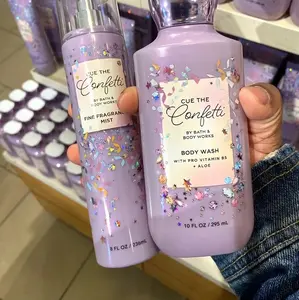 CUE THE
Confetti
BY BATH &
BODY WORKS
FINE FRAGRANCE
MIST
8 FL OZ / 236mL
CUE THE
Confetti
BY BATH &
BODY WORKS
BODY WASH
WITH PRO VITAMIN B5
+ ALOE
10 FL OZ / 295 mL